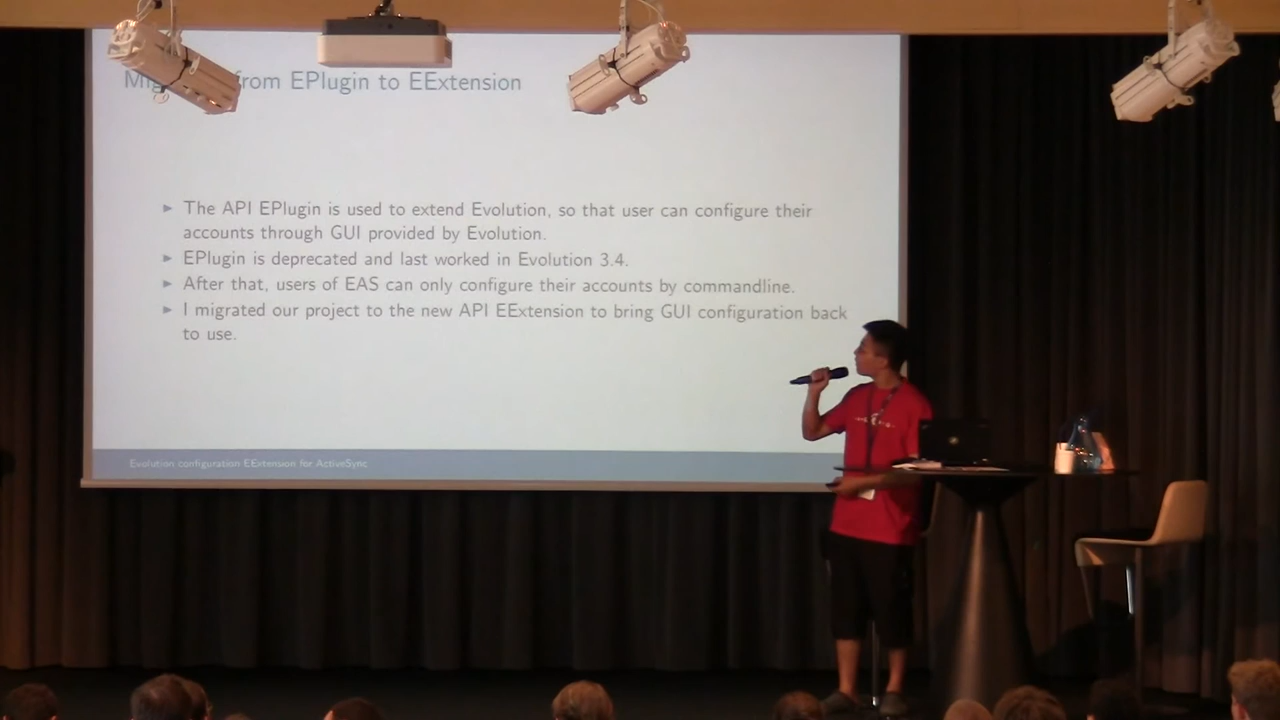 from EPlugin to EExtension
The API EPlugin is used to extend Evolution, so that user can configure their
accounts through GUI provided by Evolution.
EPlugin is deprecated and last worked in Evolution 3.4.
After that, users of EAS can only configure their accounts by commandline.
I migrated our project to the new API EExtension to bring GUI configuration back
to use.
Evolution configuration EExtension for ActiveSync